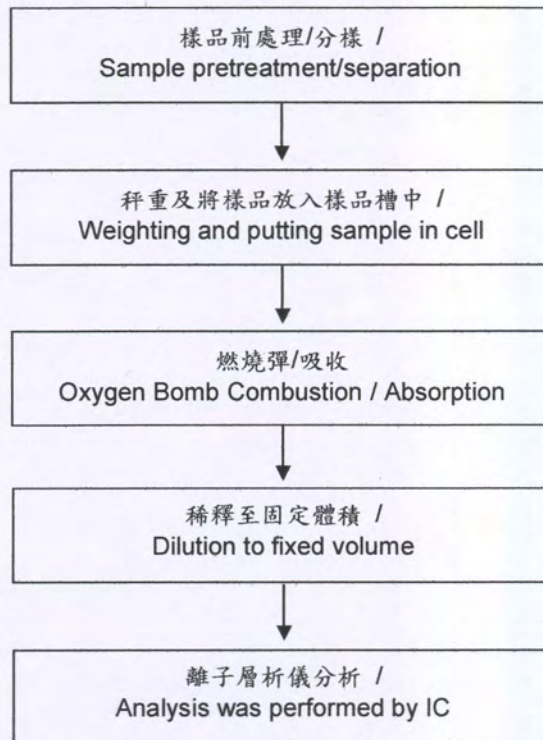 樣品前處理/分樣 /
Sample pretreatment/separation
秤重及將樣品放入樣品槽中 /
Weighting and putting sample in cell
燃燒彈/吸收
Oxygen Bomb Combustion / Absorption
稀釋至固定體積 /
Dilution to fixed volume
離子層析儀分析 /
Analysis was performed by IC